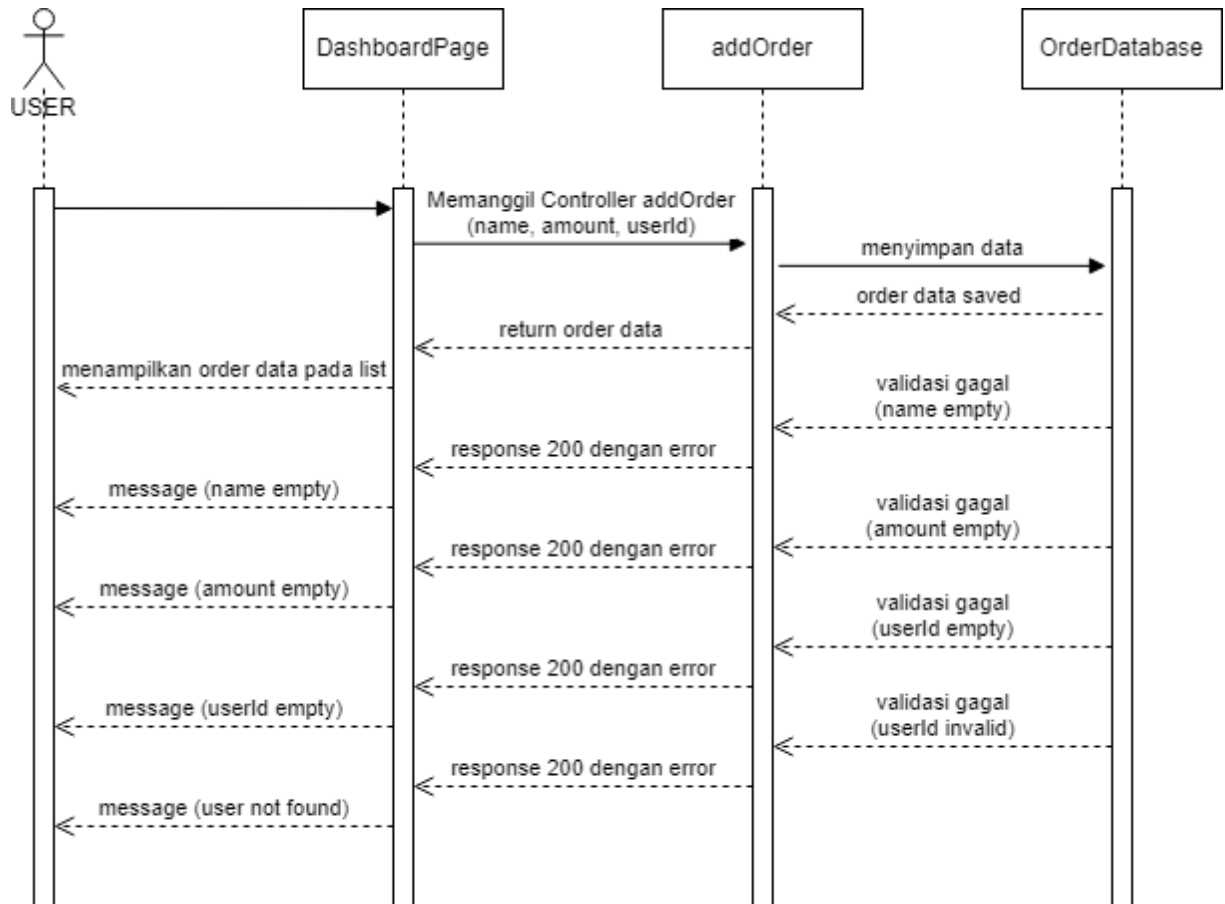 USER
DashboardPage
addOrder
OrderDatabase
Memanggil Controller addOrder
(name, amount, userId)
menyimpan data
order data saved
return order data
menampilkan order data pada list
validasi gagal
(name empty)
response 200 dengan error
message (name empty)
validasi gagal
(amount empty)
response 200 dengan error
message (amount empty)
validasi gagal
(userId empty)
response 200 dengan error
message (userId empty)
validasi gagal
(userId invalid)
response 200 dengan error
message (user not found)